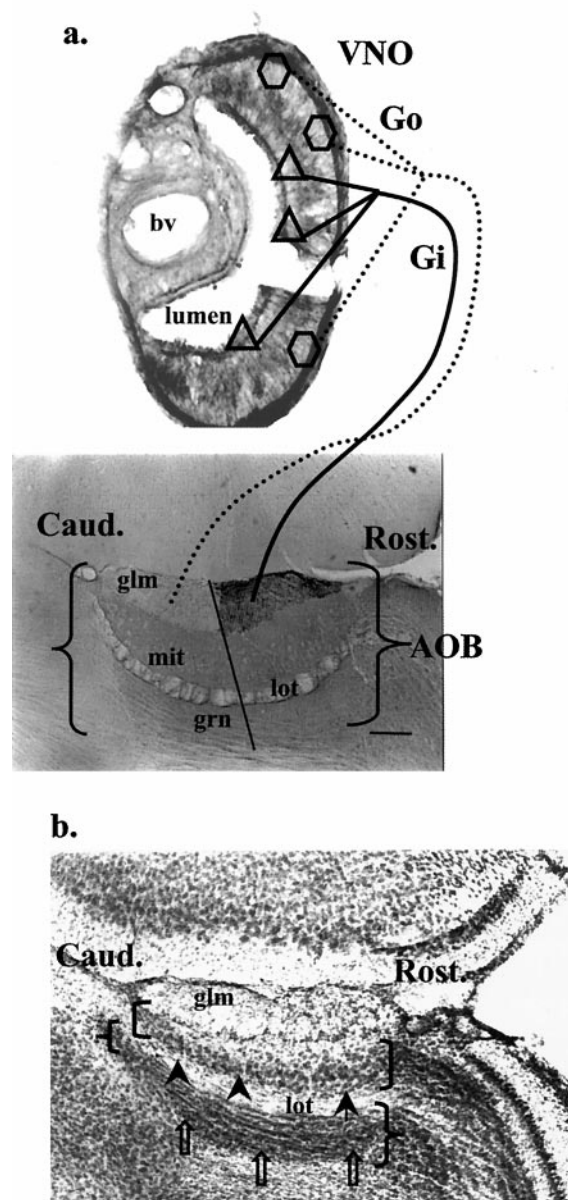 a.
VNO
Go
bv
Gi
lumen
Caud.
Rost.
glm
mit
lot
AOB
grn
b.
Caud.
Rost.
glm
lot